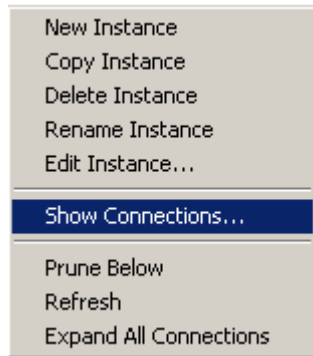 New Instance
Copy Instance
Delete Instance
Rename Instance
Edit Instance...
Show Connections...
Prune Below
Refresh
Expand All Connections